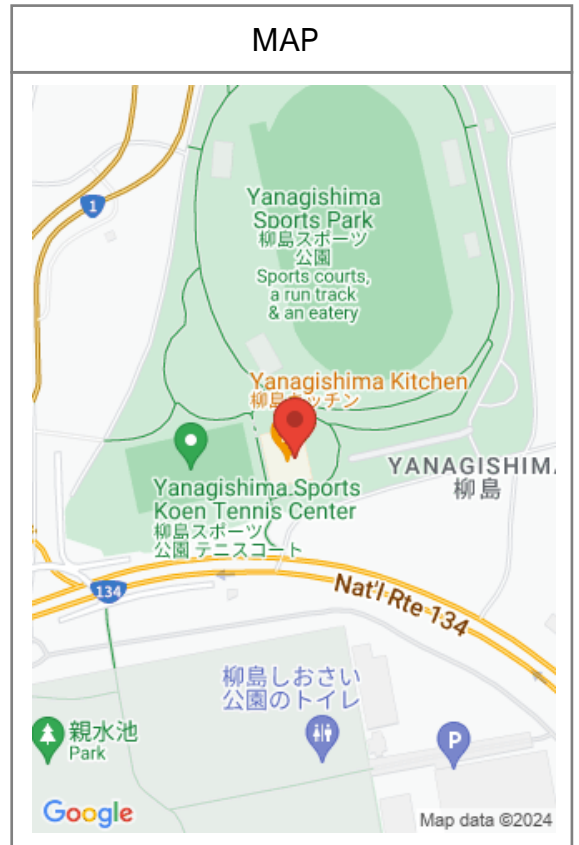 MAP
1
Yanagishima
Sports Park
柳島スポーツ
公園
Sports courts,
a run track
& an eatery
Yanagishima Kitchen
柳島キッチン
YANAGISHIMA
柳島
Yanagishima Sports
Koen Tennis Center
柳島スポーツ
公園 テニスコート
134
Nat'l Rte 134
柳島しおさい
公園のトイレ
親水池
Park
P
Google
Map data ©2024